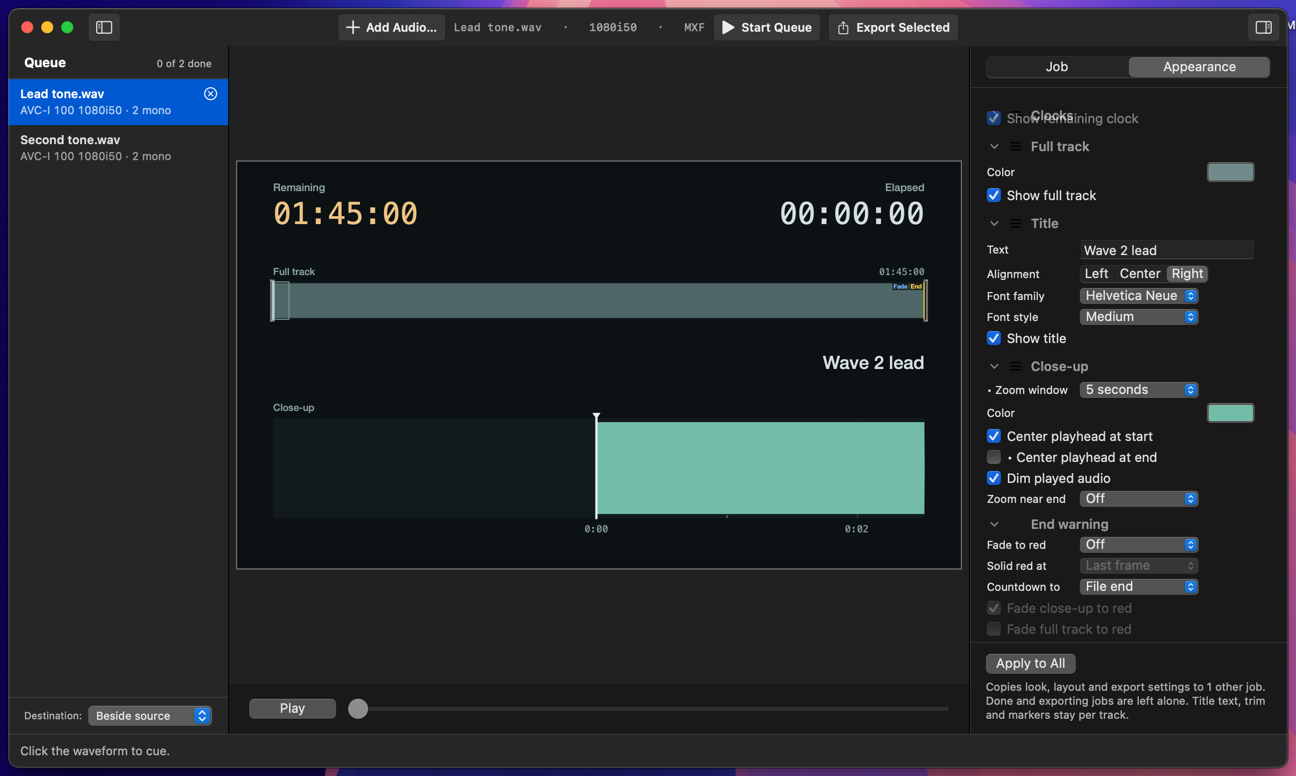 Add Audio... Lead tone.wav · 1080i50 · MXF Start Queue Export Selected
Queue 0 of 2 done
Lead tone.wav
AVC-I 100 1080i50 · 2 mono
Second tone.wav
AVC-I 100 1080i50 · 2 mono
Destination: Beside source
Click the waveform to cue.
Remaining Elapsed
01:45:00 00:00:00
Full track 01:45:00
Fade End
Wave 2 lead
Close-up
0:00 0:02
Play
Job Appearance
Clocks
Show remaining clock
Full track
Color
Show full track
Title
Text Wave 2 lead
Alignment Left Center Right
Font family Helvetica Neue
Font style Medium
Show title
Close-up
• Zoom window 5 seconds
Color
Center playhead at start
• Center playhead at end
Dim played audio
Zoom near end Off
End warning
Fade to red Off
Solid red at Last frame
Countdown to File end
Fade close-up to red
Fade full track to red
Apply to All
Copies look, layout and export settings to 1 other job.
Done and exporting jobs are left alone. Title text, trim
and markers stay per track.